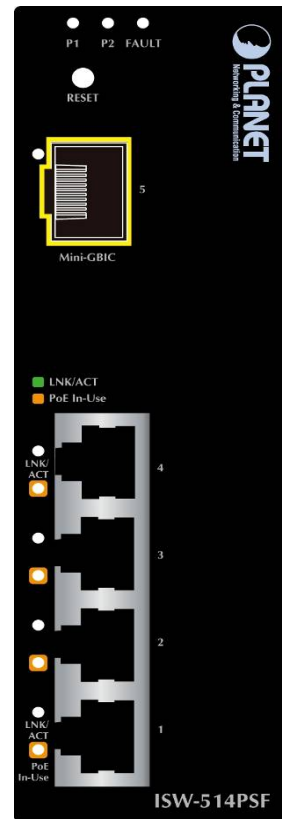 P1 P2 FAULT
RESET
PLANET
Networking & Communication
5
Mini-GBIC
LNK/ACT
PoE In-Use
4
LNK/
ACT
3
2
1
LNK/
ACT
PoE
In-Use
ISW-514PSF